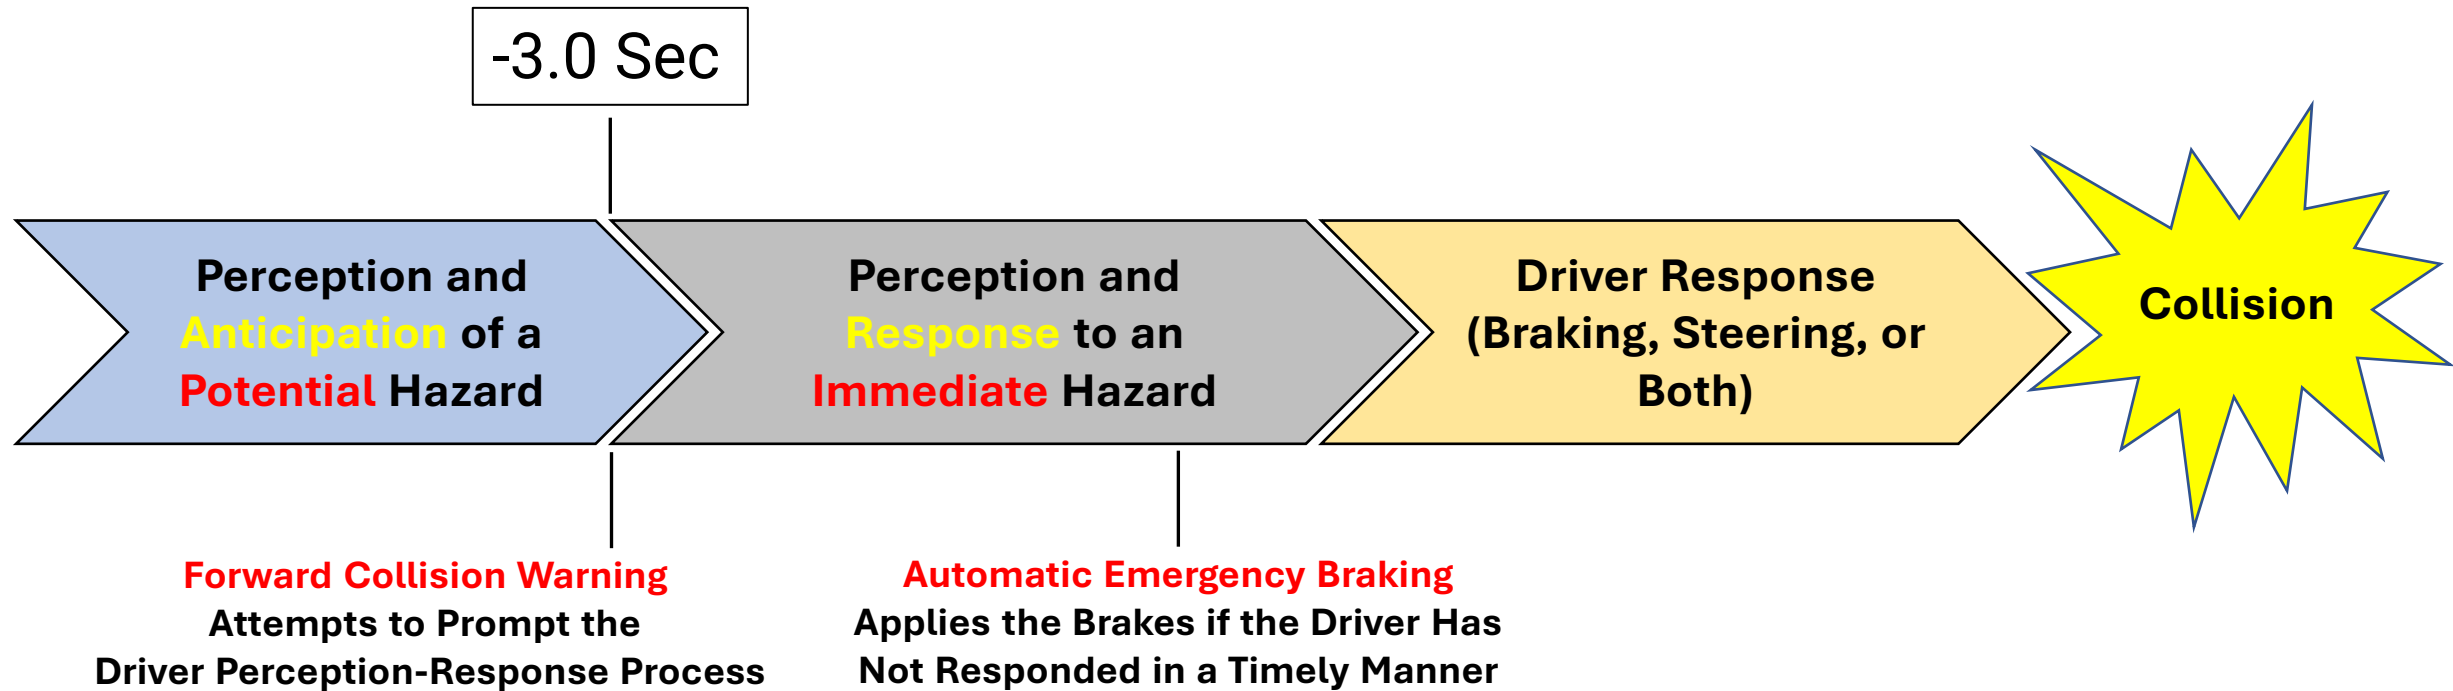 -3.0 Sec
Perception and
Anticipation of a
Potential Hazard
Perception and
Response to an
Immediate Hazard
Driver Response
(Braking, Steering, or
Both)
Collision
Forward Collision Warning
Attempts to Prompt the
Driver Perception-Response Process
Automatic Emergency Braking
Applies the Brakes if the Driver Has
Not Responded in a Timely Manner